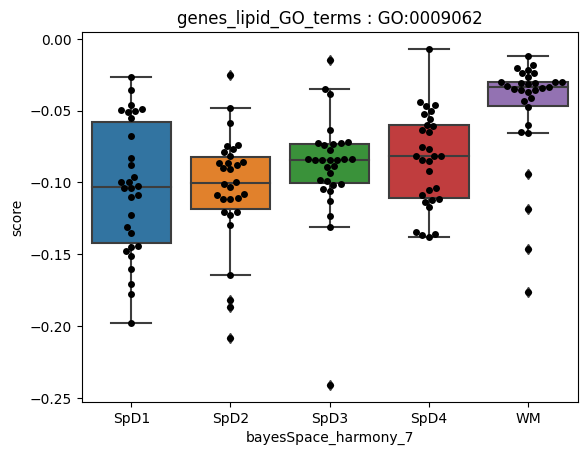 genes_lipid_GO_terms : GO:0009062
0.00
−0.05
−0.10
−0.15
−0.20
−0.25
score
SpD1 SpD2 SpD3 SpD4 WM
bayesSpace_harmony_7